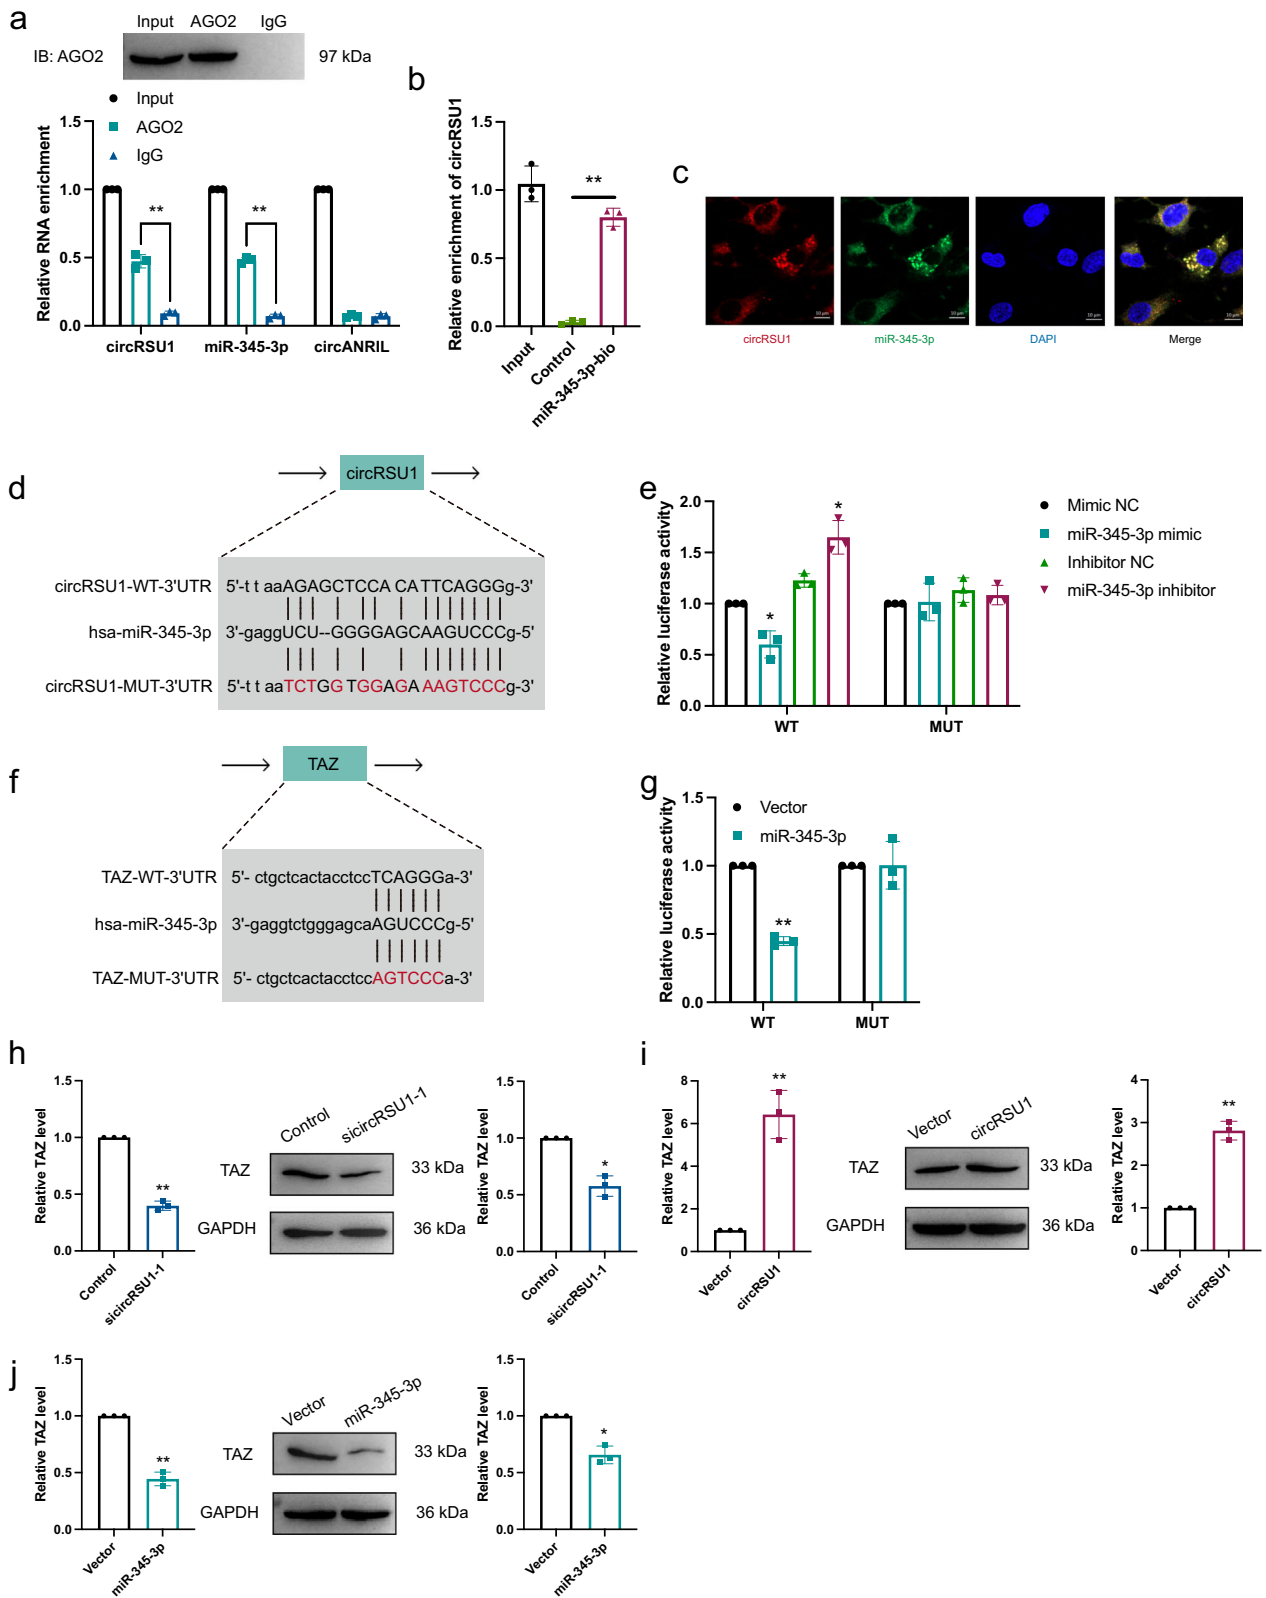 a
Input AGO2 IgG
IB: AGO2 97 kDa
Input
AGO2
IgG
Relative RNA enrichment
1.5
1.0
0.5
0.0
**
**
circRSU1 miR-345-3p circANRIL
b
Relative enrichment of circRSU1
1.5
1.0
0.5
0.0
**
Input
Control
miR-345-3p-bio
c
10 μm 10 μm 10 μm 10 μm
circRSU1 miR-345-3p DAPI Merge
d
circRSU1
circRSU1-WT-3'UTR 5'-t t aaAGAGCTCCA CATTCAGGGg-3'
hsa-miR-345-3p 3'-gaggUCU--GGGGAGCAAGUCCCg-5'
circRSU1-MUT-3'UTR 5'-t t aaTCTGG TGGAGA AAGTCCCg-3'
e
Relative luciferase activity
2.0
1.5
1.0
0.5
0.0
*
*
WT MUT
Mimic NC
miR-345-3p mimic
Inhibitor NC
miR-345-3p inhibitor
f
TAZ
TAZ-WT-3'UTR 5'- ctgctcactacctccTCAGGGa-3'
hsa-miR-345-3p 3'-gaggtctgggagcaAGUCCCg-5'
TAZ-MUT-3'UTR 5'- ctgctcactacctccAGTCCCa-3'
g
Relative luciferase activity
1.5
1.0
0.5
0.0
Vector
miR-345-3p
**
WT MUT
h
Relative TAZ level
1.5
1.0
0.5
0.0
**
Control
sicircRSU1-1
Control sicircRSU1-1
TAZ 33 kDa
GAPDH 36 kDa
Relative TAZ level
1.5
1.0
0.5
0.0
*
Control
sicircRSU1-1
i
Relative TAZ level
8
6
4
2
0
**
Vector
circRSU1
Vector circRSU1
TAZ 33 kDa
GAPDH 36 kDa
Relative TAZ level
4
3
2
1
0
**
Vector
circRSU1
j
Relative TAZ level
1.5
1.0
0.5
0.0
**
Vector
miR-345-3p
Vector miR-345-3p
TAZ 33 kDa
GAPDH 36 kDa
Relative TAZ level
1.5
1.0
0.5
0.0
*
Vector
miR-345-3p